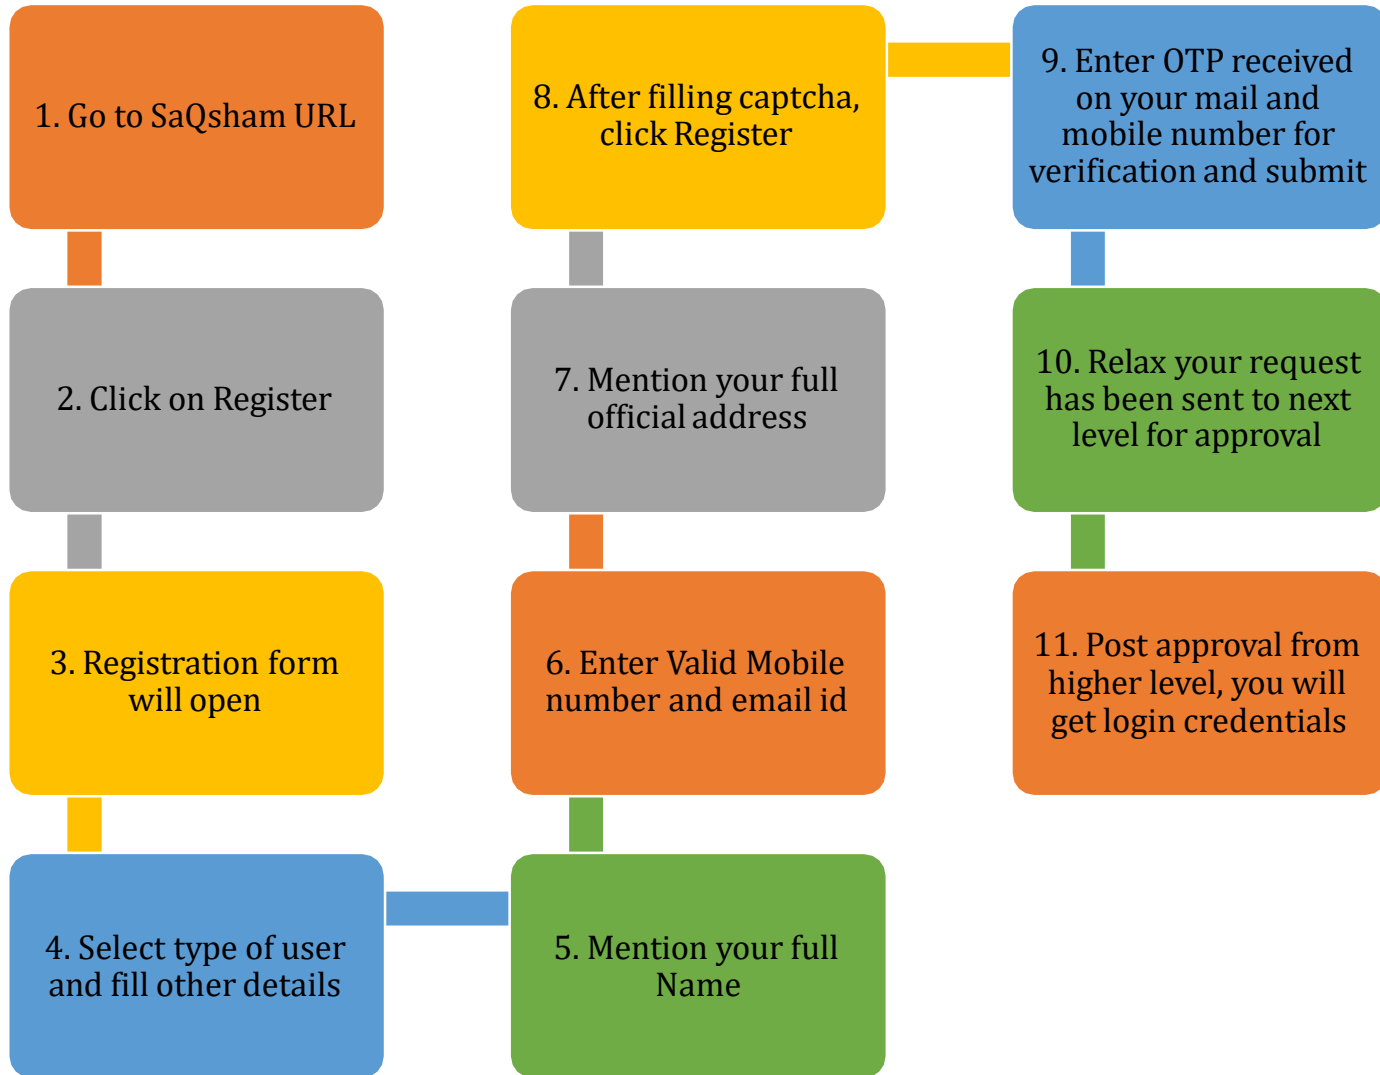 1. Go to SaQsham URL
2. Click on Register
3. Registration form
will open
4. Select type of user
and fill other details
5. Mention your full
Name
6. Enter Valid Mobile
number and email id
7. Mention your full
official address
8. After filling captcha,
click Register
9. Enter OTP received
on your mail and
mobile number for
verification and submit
10. Relax your request
has been sent to next
level for approval
11. Post approval from
higher level, you will
get login credentials